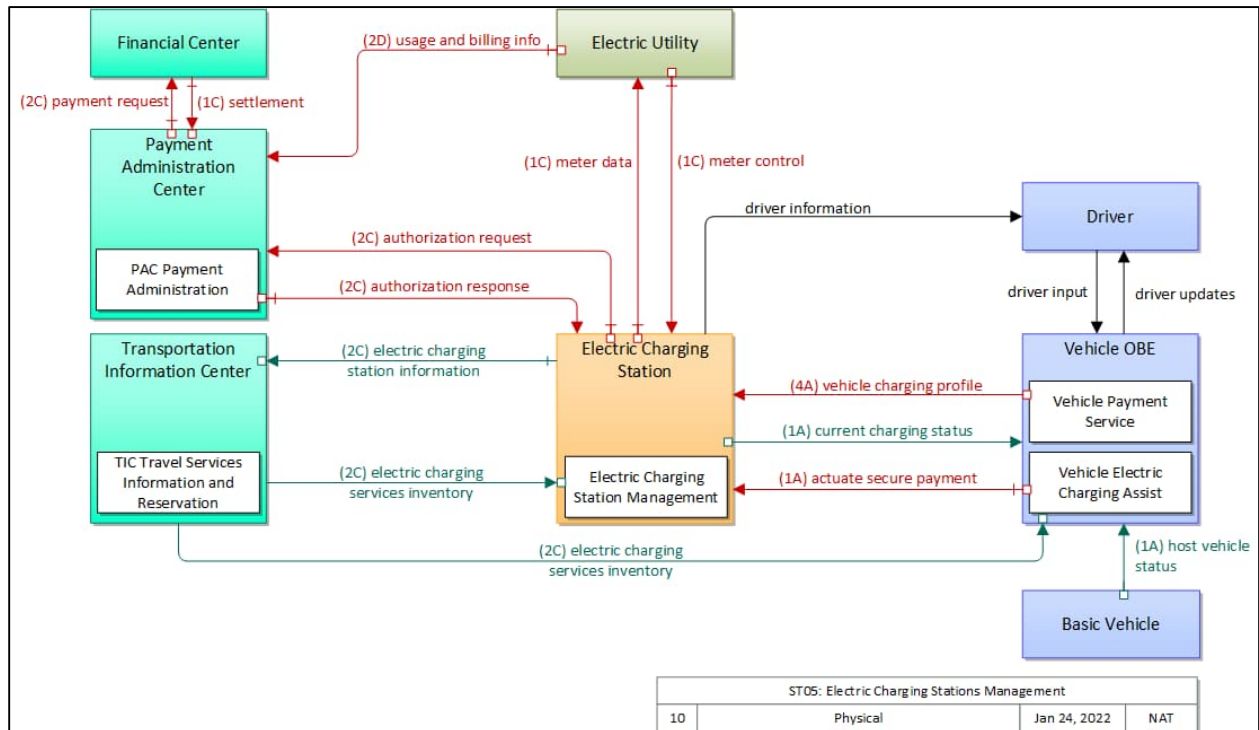 Financial Center
(2D) usage and billing info
Electric Utility
(2C) payment request
(1C) settlement
Payment
Administration
Center
(1C) meter data
(1C) meter control
driver information
Driver
(2C) authorization request
PAC Payment
Administration
(2C) authorization response
driver input
driver updates
Transportation
Information Center
(2C) electric charging
station information
Electric Charging
Station
Vehicle OBE
(4A) vehicle charging profile
Vehicle Payment
Service
(1A) current charging status
TIC Travel Services
Information and
Reservation
(2C) electric charging
services inventory
Electric Charging
Station Management
(1A) actuate secure payment
Vehicle Electric
Charging Assist
(2C) electric charging
services inventory
(1A) host vehicle
status
Basic Vehicle
ST05: Electric Charging Stations Management
10 Physical Jan 24, 2022 NAT